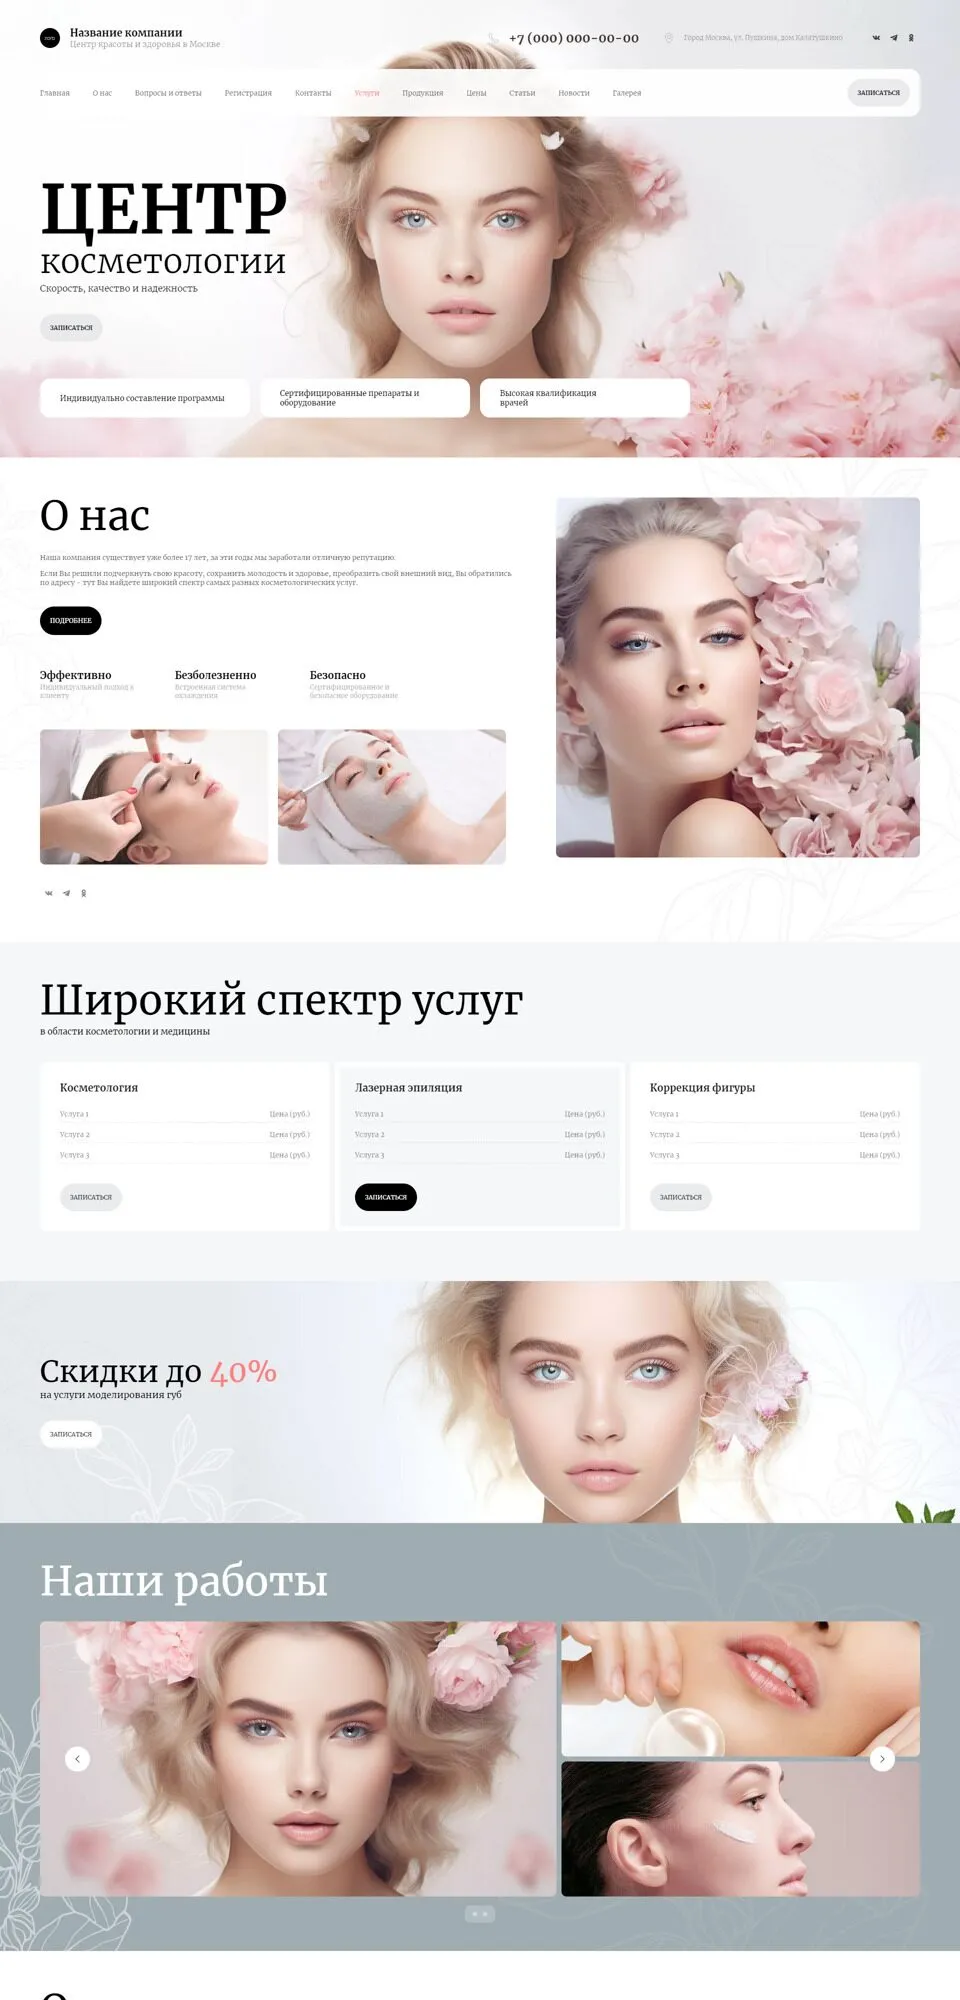 ЛОГО
Название компании
Центр красоты и здоровья в Москве
+7 (000) 000-00-00
Город Москва, ул. Пушкина, дом Калатушкино
Главная О нас Вопросы и ответы Регистрация Контакты Услуги Продукция Цены Статьи Новости Галерея
ЗАПИСАТЬСЯ
ЦЕНТР
косметологии
Скорость, качество и надежность
ЗАПИСАТЬСЯ
Индивидуально составление программы
Сертифицированные препараты и
оборудование
Высокая квалификация
врачей
О нас
Наша компания существует уже более 17 лет, за эти годы мы заработали отличную репутацию.
Если Вы решили подчеркнуть свою красоту, сохранить молодость и здоровье, преобразить свой внешний вид, Вы обратились
по адресу - тут Вы найдете широкий спектр самых разных косметологических услуг.
ПОДРОБНЕЕ
Эффективно
Индивидуальный подход к
клиенту
Безболезненно
Встроенная система
охлаждения
Безопасно
Сертифицированное и
безопасное оборудование
Широкий спектр услуг
в области косметологии и медицины
Косметология
Услуга 1 Цена (руб.)
Услуга 2 Цена (руб.)
Услуга 3 Цена (руб.)
ЗАПИСАТЬСЯ
Лазерная эпиляция
Услуга 1 Цена (руб.)
Услуга 2 Цена (руб.)
Услуга 3 Цена (руб.)
ЗАПИСАТЬСЯ
Коррекция фигуры
Услуга 1 Цена (руб.)
Услуга 2 Цена (руб.)
Услуга 3 Цена (руб.)
ЗАПИСАТЬСЯ
Скидки до 40%
на услуги моделирования губ
ЗАПИСАТЬСЯ
Наши работы